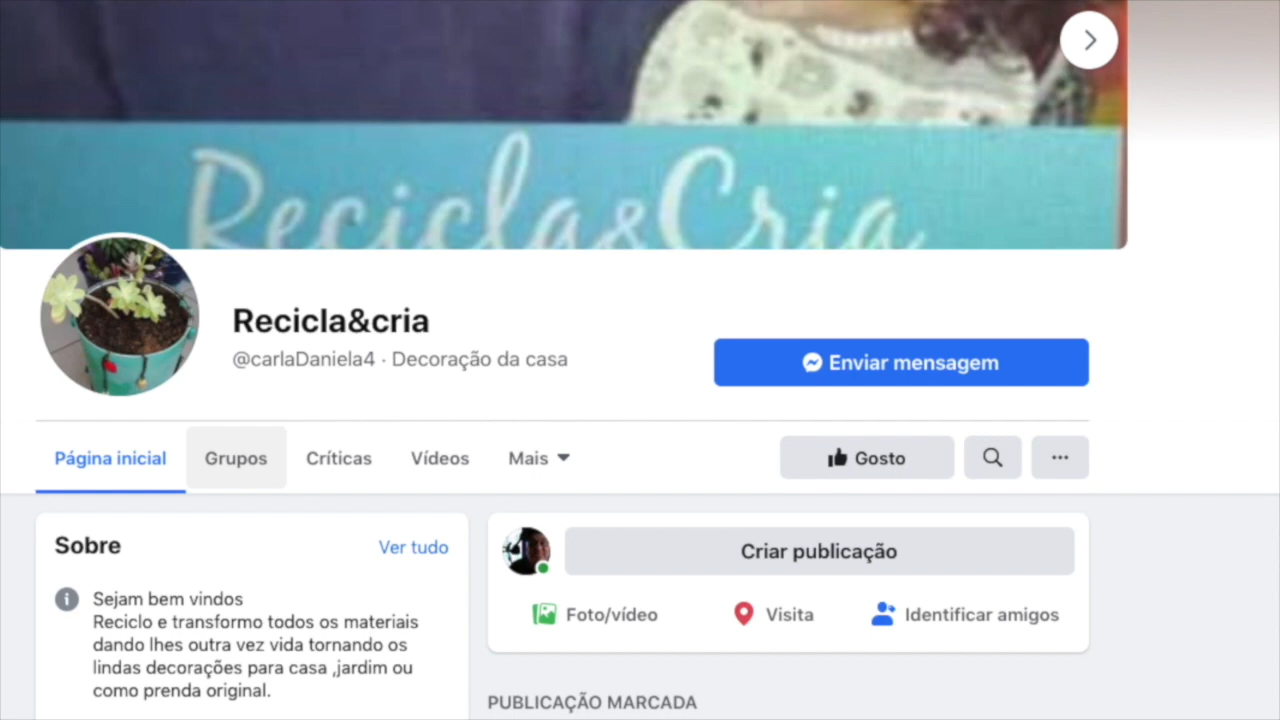 Recicla&Cria
Recicla&cria
@carlaDaniela4 · Decoração da casa
Enviar mensagem
Página inicial
Grupos
Críticas
Vídeos
Mais
Gosto
Sobre
Ver tudo
Sejam bem vindos
Reciclo e transformo todos os materiais
dando lhes outra vez vida tornando os
lindas decorações para casa ,jardim ou
como prenda original.
Criar publicação
Foto/vídeo
Visita
Identificar amigos
PUBLICAÇÃO MARCADA